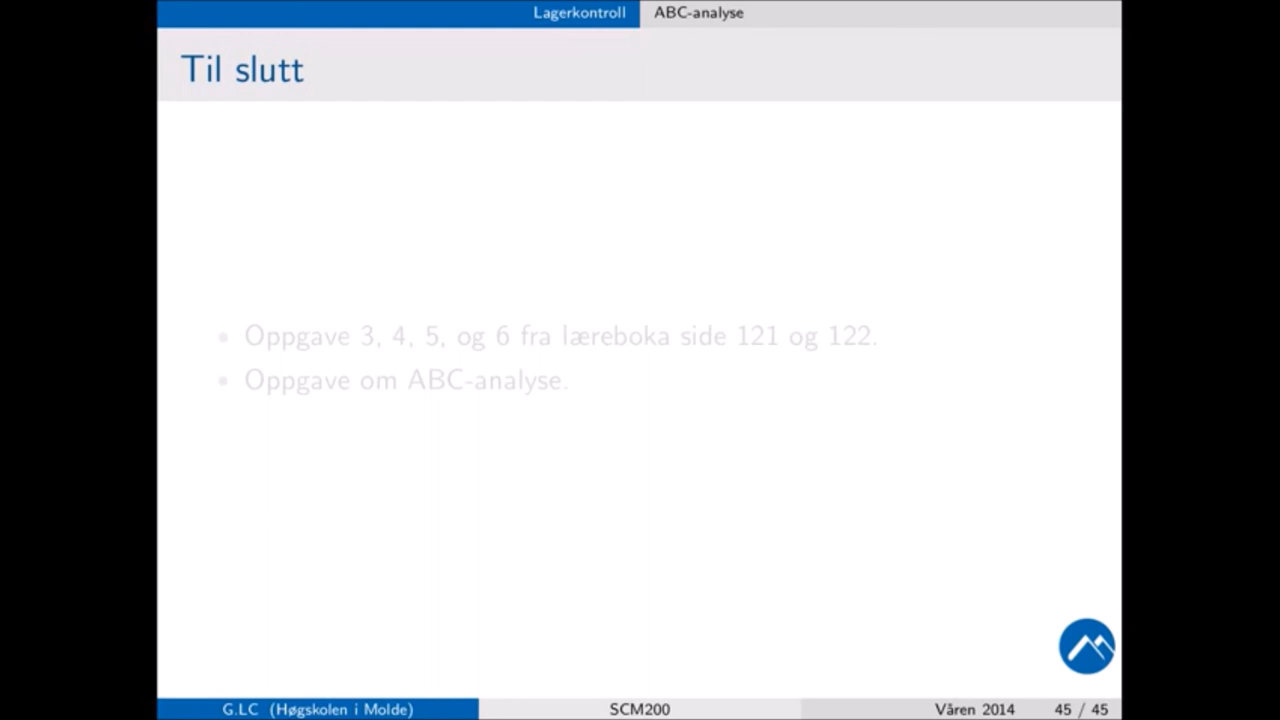 Lagerkontroll ABC-analyse
Til slutt
• Oppgave 3, 4, 5, og 6 fra læreboka side 121 og 122.
• Oppgave om ABC-analyse.
G.LC (Høgskolen i Molde) SCM200 Våren 2014 45 / 45